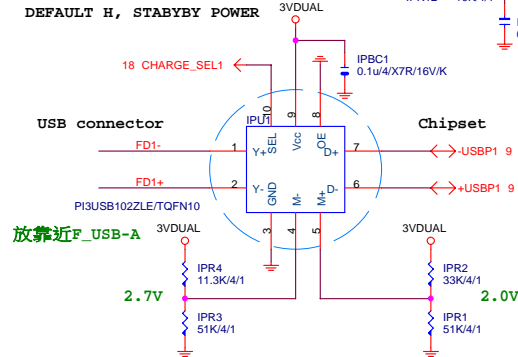 DEFAULT H, STABYBY POWER
3VDUAL
18 CHARGE_SEL1
IPBC1
0.1u/4/X7R/16V/K
USB connector
IPU1
Chipset
10
9
8
SEL
Vcc
OE
FD1-
1
Y+
D+
7
-USBP1 9
FD1+
2
Y-
D-
6
+USBP1 9
GND
M-
M+
PI3USB102ZLE/TQFN10
3
4
5
放靠近F_USB-A
3VDUAL
3VDUAL
IPR4
11.3K/4/1
IPR2
33K/4/1
2.7V
2.0V
IPR3
51K/4/1
IPR1
51K/4/1